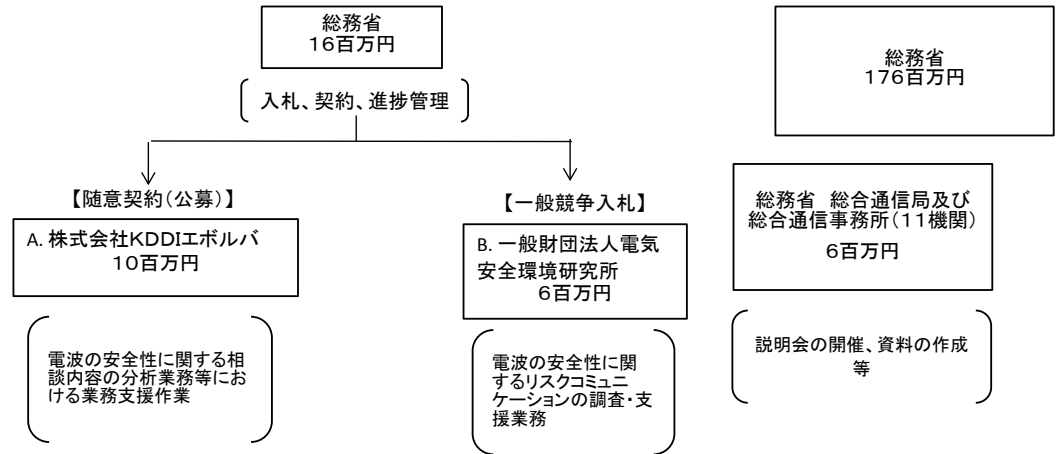 総務省
16百万円
入札、契約、進捗管理
【随意契約(公募)】
A. 株式会社KDDIエボルバ
10百万円
電波の安全性に関する相
談内容の分析業務等にお
ける業務支援作業
【一般競争入札】
B. 一般財団法人電気
安全環境研究所
6百万円
電波の安全性に関
するリスクコミュニ
ケーションの調査・支
援業務
総務省
176百万円
総務省 総合通信局及び
総合通信事務所(11機関)
6百万円
説明会の開催、資料の作成
等